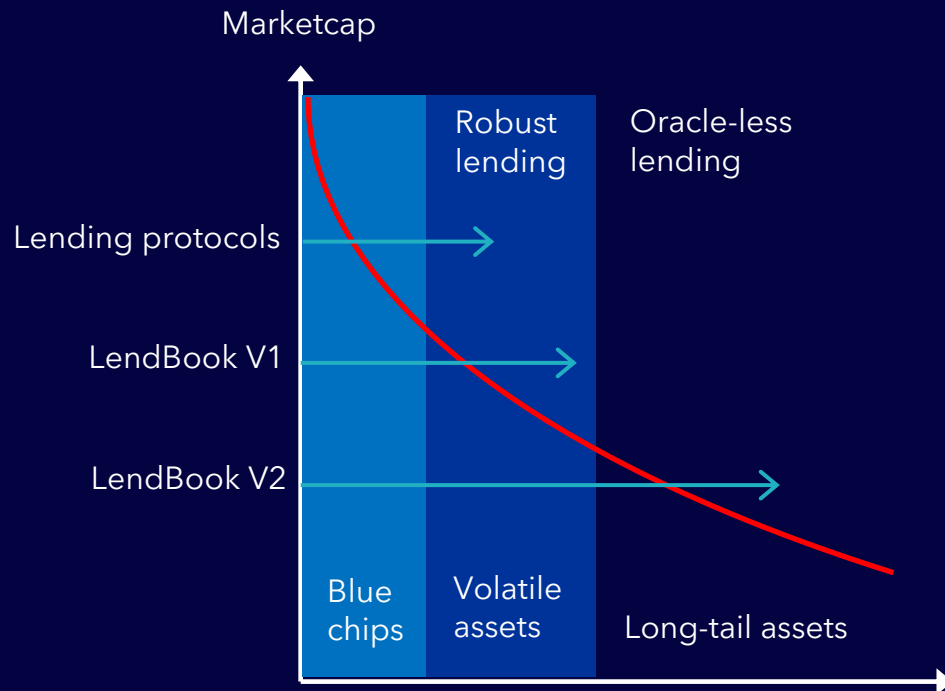 Marketcap
Robust
lending
Oracle-less
lending
Lending protocols
LendBook V1
LendBook V2
Blue
chips
Volatile
assets
Long-tail assets